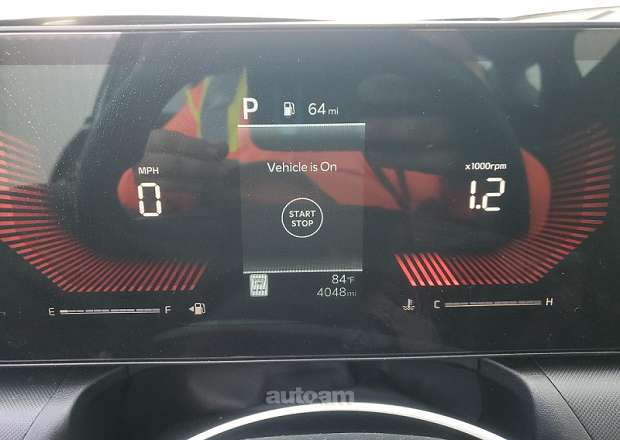 P 64 mi
Vehicle is On
MPH
0
START
STOP
x1000rpm
1.2
84°F
4048mi
E F
C H
autoam